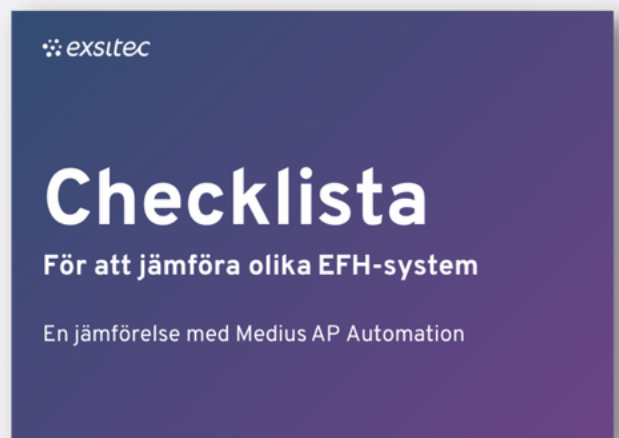 exsitec
Checklista
För att jämföra olika EFH-system
En jämförelse med Medius AP Automation